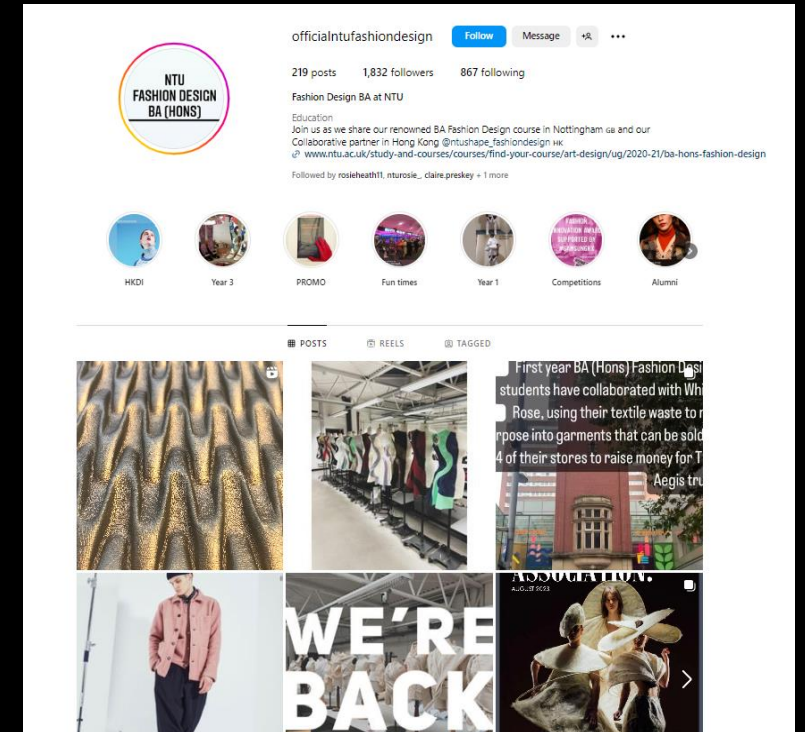 officialntufashiondesign Follow Message
NTU
FASHION DESIGN
BA (HONS)
219 posts 1,832 followers 867 following
Fashion Design BA at NTU
Education
Join us as we share our renowned BA Fashion Design course in Nottingham GB and our
Collaborative partner in Hong Kong @ntushape_fashiondesign HK
www.ntu.ac.uk/study-and-courses/courses/find-your-course/art-design/ug/2020-21/ba-hons-fashion-design
Followed by rosieheath11, nturosie_, claire.preskey + 1 more
FASHION
SUPPORTED BY
HKDI Year 3 PROMO Fun times Year 1 Competitions Alumni
POSTS REELS TAGGED
First year BA (Hons) Fashion Desi
students have collaborated with Whi
Rose, using their textile waste to r
rpose into garments that can be sold
4 of their stores to raise money for T
Aegis tru
WE'RE
BACK
ASSOCIATION.
AUGUST 2023